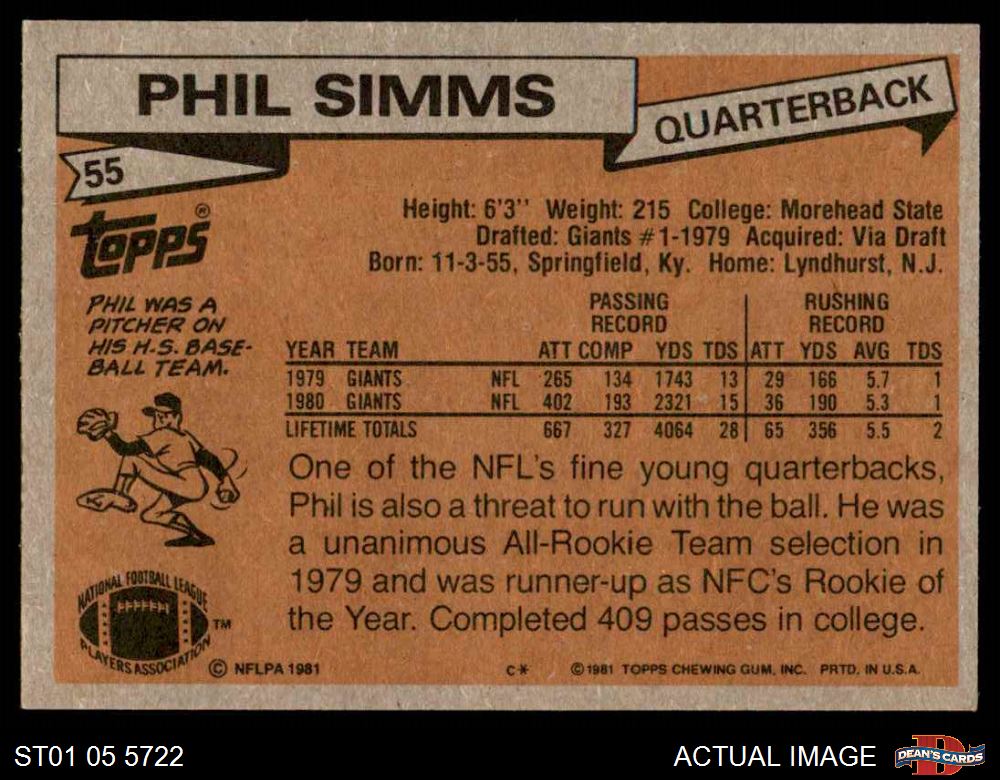 PHIL SIMMS
QUARTERBACK
55
topps®
Height: 6'3'' Weight: 215 College: Morehead State
Drafted: Giants #1-1979 Acquired: Via Draft
Born: 11-3-55, Springfield, Ky. Home: Lyndhurst, N.J.
PHIL WAS A
PITCHER ON
HIS H.S. BASE-
BALL TEAM.
PASSING RUSHING
RECORD RECORD
YEAR TEAM ATT COMP YDS TDS ATT YDS AVG TDS
1979 GIANTS NFL 265 134 1743 13 29 166 5.7 1
1980 GIANTS NFL 402 193 2321 15 36 190 5.3 1
LIFETIME TOTALS 667 327 4064 28 65 356 5.5 2
One of the NFL's fine young quarterbacks,
Phil is also a threat to run with the ball. He was
a unanimous All-Rookie Team selection in
1979 and was runner-up as NFC's Rookie of
the Year. Completed 409 passes in college.
NATIONAL FOOTBALL LEAGUE
PLAYERS ASSOCIATION
TM
© NFLPA 1981 C* ©1981 TOPPS CHEWING GUM, INC. PRTD. IN U.S.A.
ST01 05 5722 ACTUAL IMAGE DEAN'S CARDS